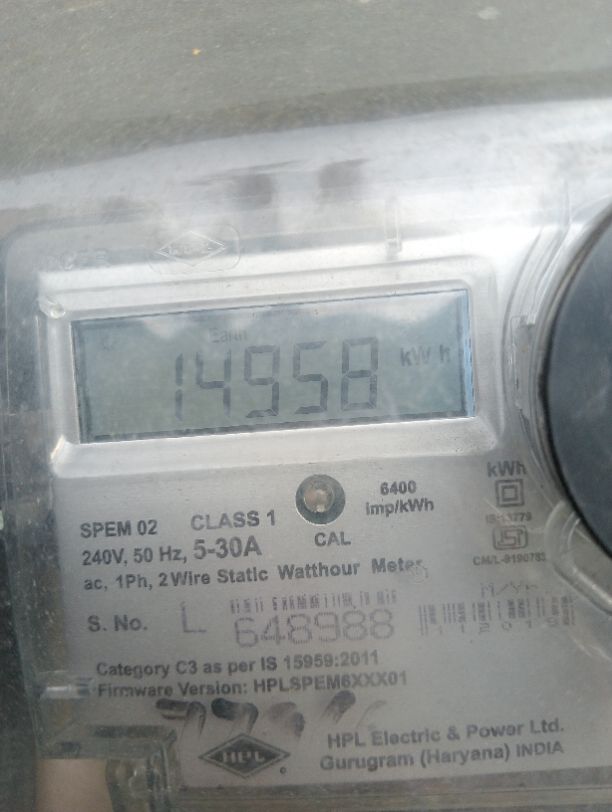 Earth
14958 kWh
kWh
6400
imp/kWh
SPEM 02 CLASS 1
CAL
240V, 50 Hz, 5-30A
ac, 1Ph, 2 Wire Static Watthour Meter
S. No. L 648988
Category C3 as per IS 15959:2011
Firmware Version: HPLSPEM6XXX01
HPL
HPL Electric & Power Ltd.
Gurugram (Haryana) INDIA